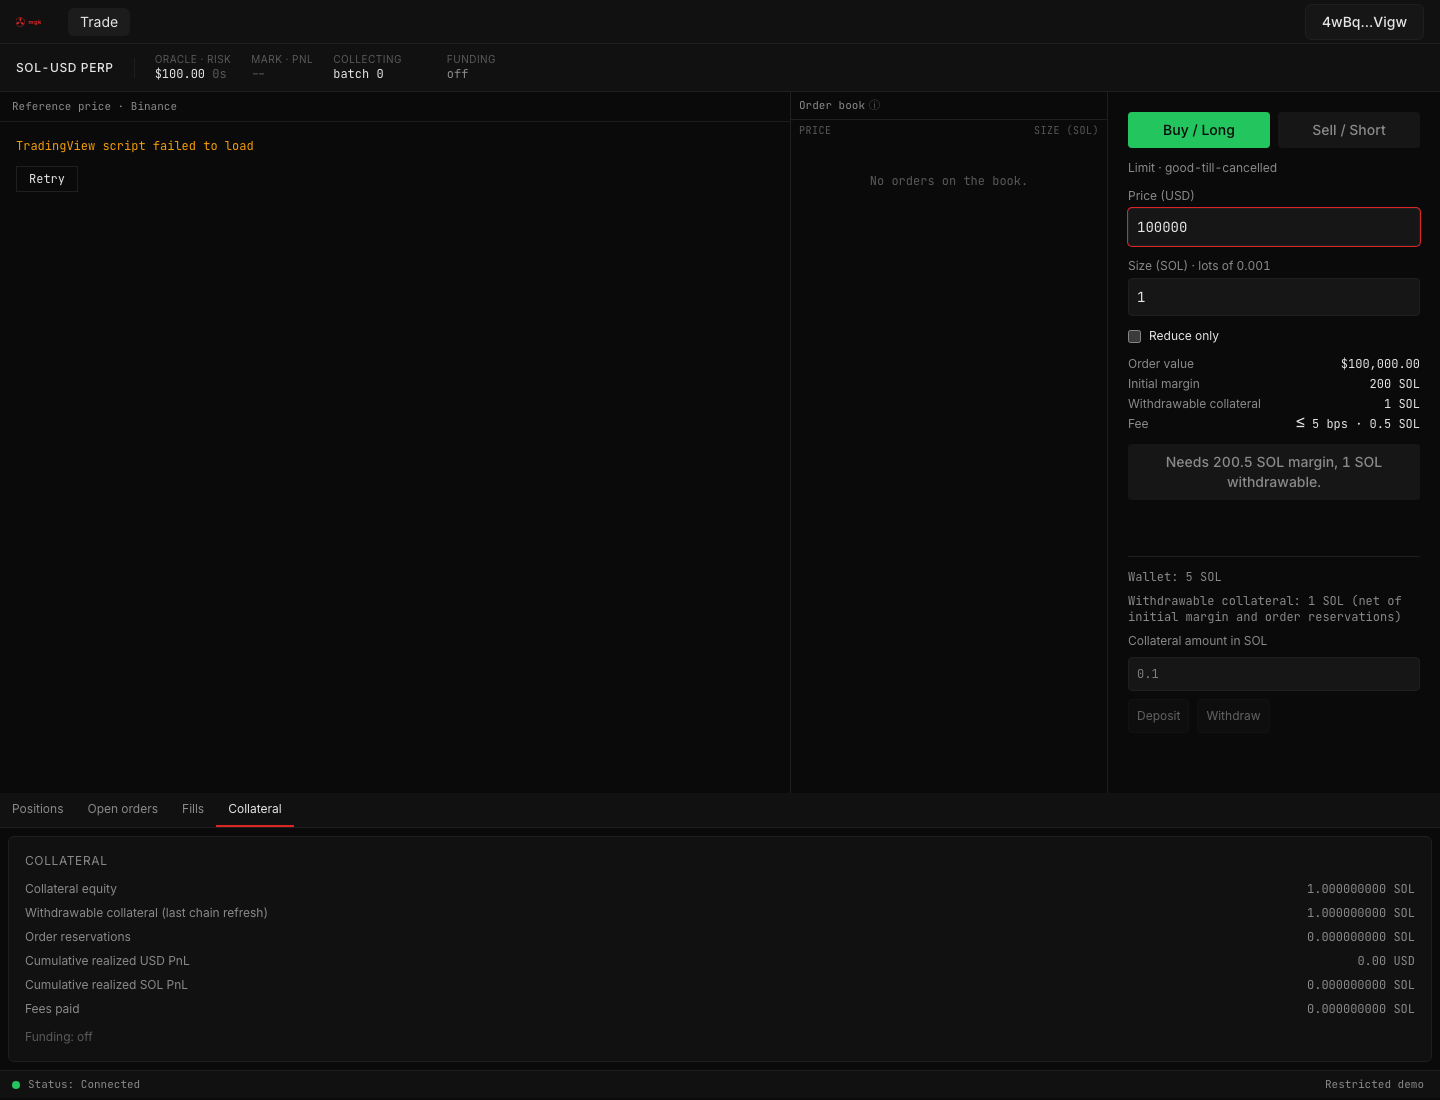 Trade
4wBq...Vigw
SOL-USD PERP
ORACLE · RISK
$100.00 0s
MARK · PNL
--
COLLECTING
batch 0
FUNDING
off
Reference price · Binance
TradingView script failed to load
Retry
Order book ⓘ
PRICE SIZE (SOL)
No orders on the book.
Buy / Long
Sell / Short
Limit · good-till-cancelled
Price (USD)
100000
Size (SOL) · lots of 0.001
1
Reduce only
Order value $100,000.00
Initial margin 200 SOL
Withdrawable collateral 1 SOL
Fee ≤ 5 bps · 0.5 SOL
Needs 200.5 SOL margin, 1 SOL
withdrawable.
Wallet: 5 SOL
Withdrawable collateral: 1 SOL (net of
initial margin and order reservations)
Collateral amount in SOL
0.1
Deposit
Withdraw
Positions
Open orders
Fills
Collateral
COLLATERAL
Collateral equity 1.000000000 SOL
Withdrawable collateral (last chain refresh) 1.000000000 SOL
Order reservations 0.000000000 SOL
Cumulative realized USD PnL 0.00 USD
Cumulative realized SOL PnL 0.000000000 SOL
Fees paid 0.000000000 SOL
Funding: off
Status: Connected
Restricted demo